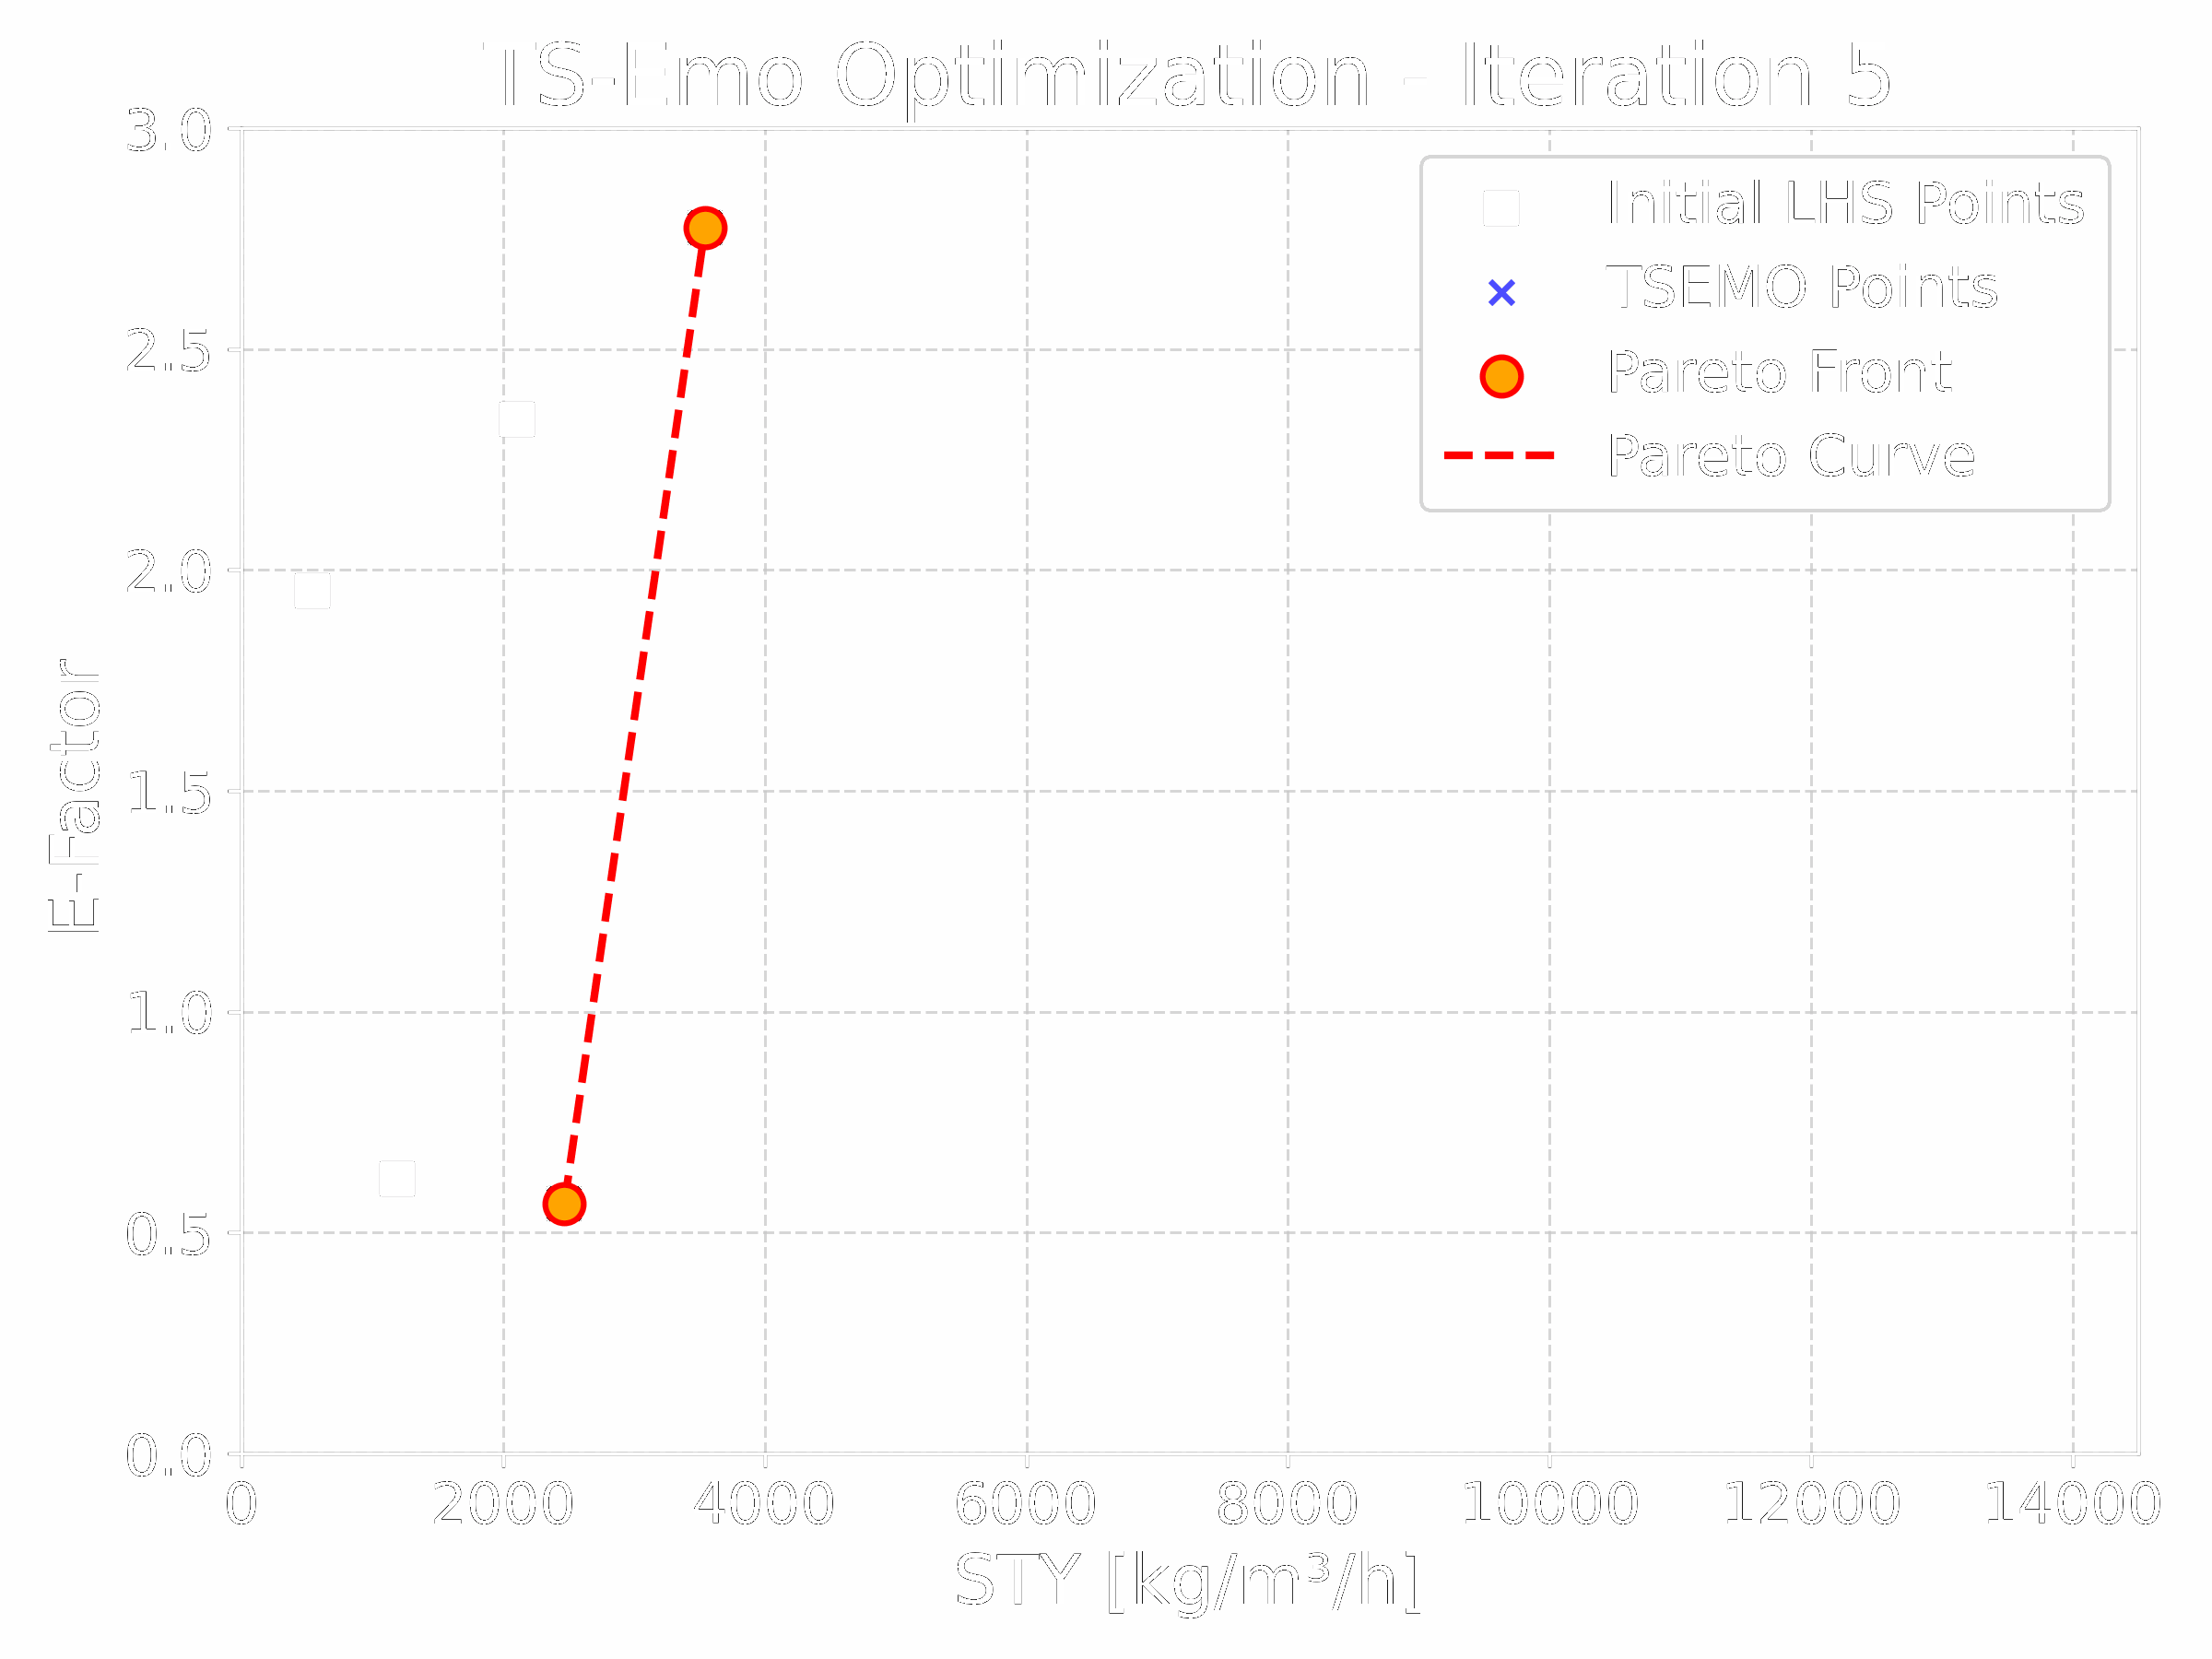 TS-Emo Optimization - Iteration 5
3.0
2.5
2.0
1.5
1.0
0.5
0.0
E-Factor
Initial LHS Points
TSEMO Points
Pareto Front
Pareto Curve
0 2000 4000 6000 8000 10000 12000 14000
STY [kg/m³/h]